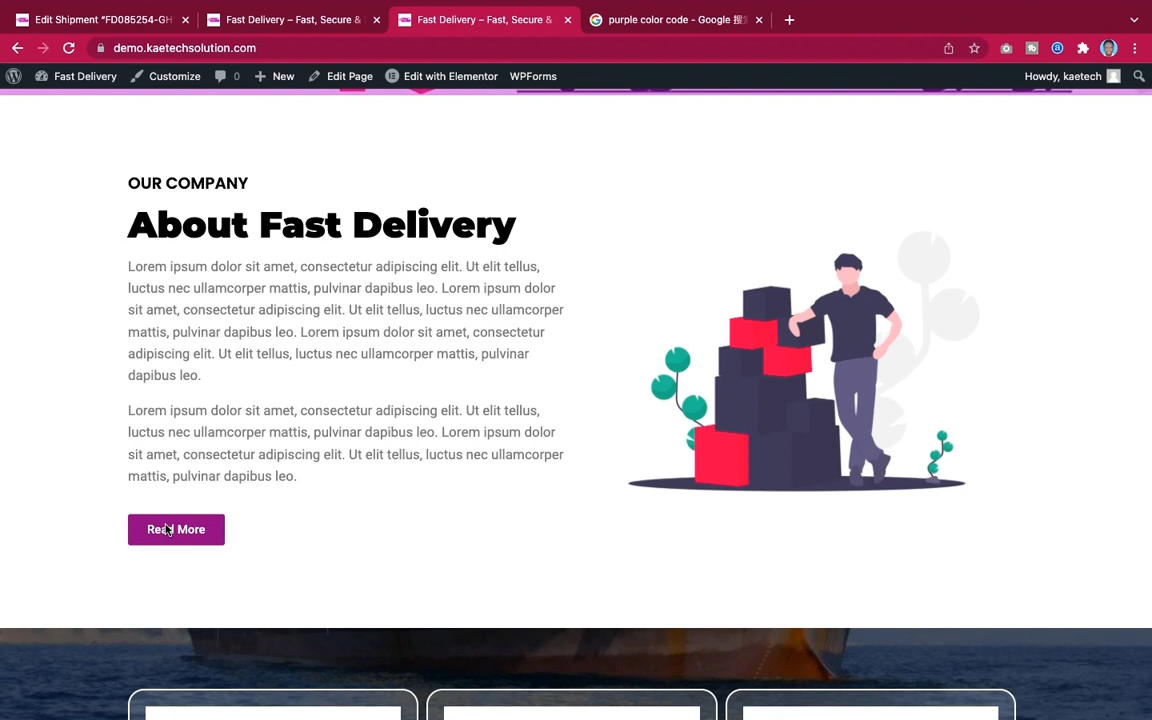 Edit Shipment "FD085254-GH
Fast Delivery – Fast, Secure &
Fast Delivery – Fast, Secure &
purple color code - Google 搜
demo.kaetechsolution.com
Fast Delivery
Customize
0
New
Edit Page
Edit with Elementor
WPForms
Howdy, kaetech
OUR COMPANY
About Fast Delivery
Lorem ipsum dolor sit amet, consectetur adipiscing elit. Ut elit tellus,
luctus nec ullamcorper mattis, pulvinar dapibus leo. Lorem ipsum dolor
sit amet, consectetur adipiscing elit. Ut elit tellus, luctus nec ullamcorper
mattis, pulvinar dapibus leo. Lorem ipsum dolor sit amet, consectetur
adipiscing elit. Ut elit tellus, luctus nec ullamcorper mattis, pulvinar
dapibus leo.
Lorem ipsum dolor sit amet, consectetur adipiscing elit. Ut elit tellus,
luctus nec ullamcorper mattis, pulvinar dapibus leo. Lorem ipsum dolor
sit amet, consectetur adipiscing elit. Ut elit tellus, luctus nec ullamcorper
mattis, pulvinar dapibus leo.
Read More